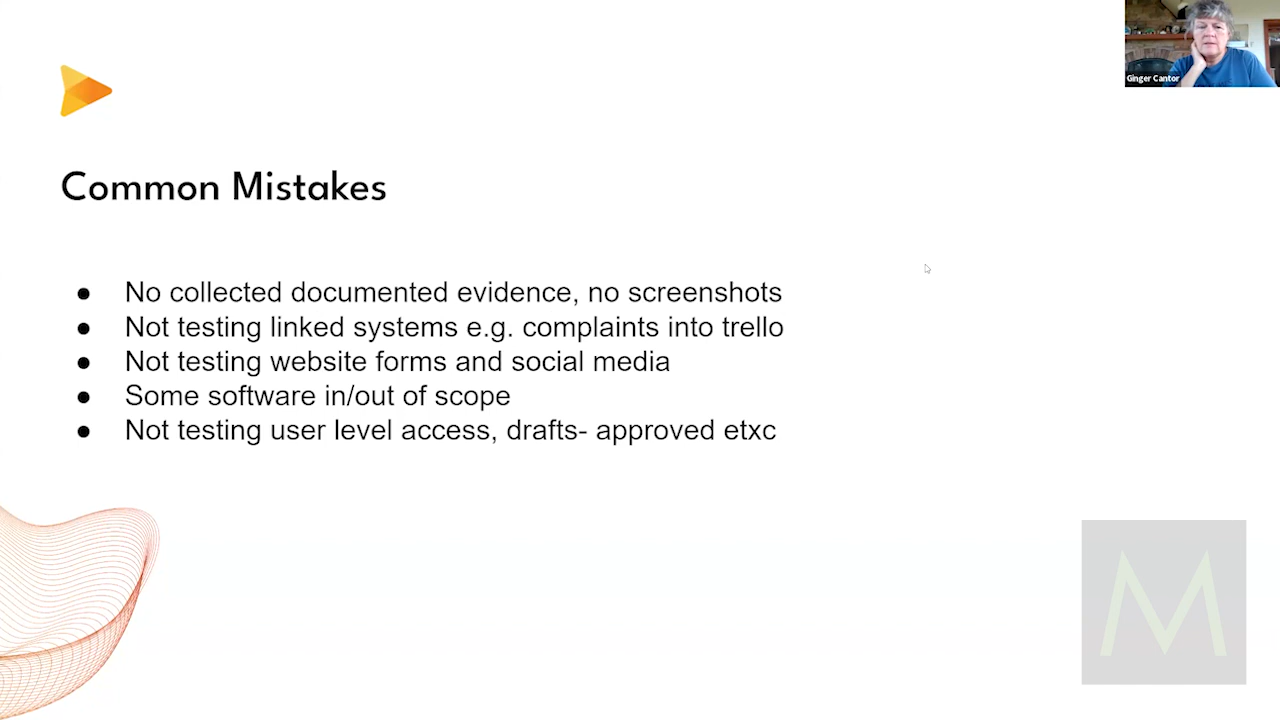 Ginger Cantor
Common Mistakes
● No collected documented evidence, no screenshots
● Not testing linked systems e.g. complaints into trello
● Not testing website forms and social media
● Some software in/out of scope
● Not testing user level access, drafts- approved etxc
M